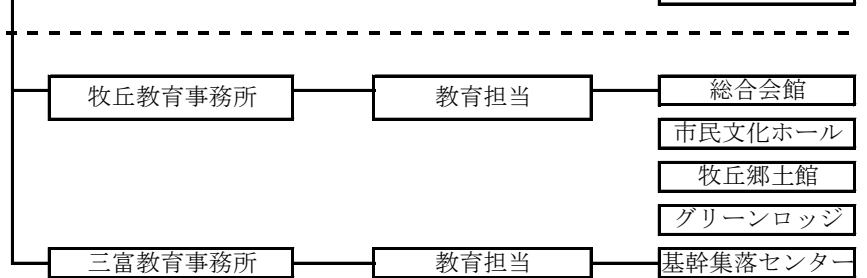 牧丘教育事務所 教育担当 総合会館
市民文化ホール
牧丘郷土館
グリーンロッジ
三富教育事務所 教育担当 基幹集落センター